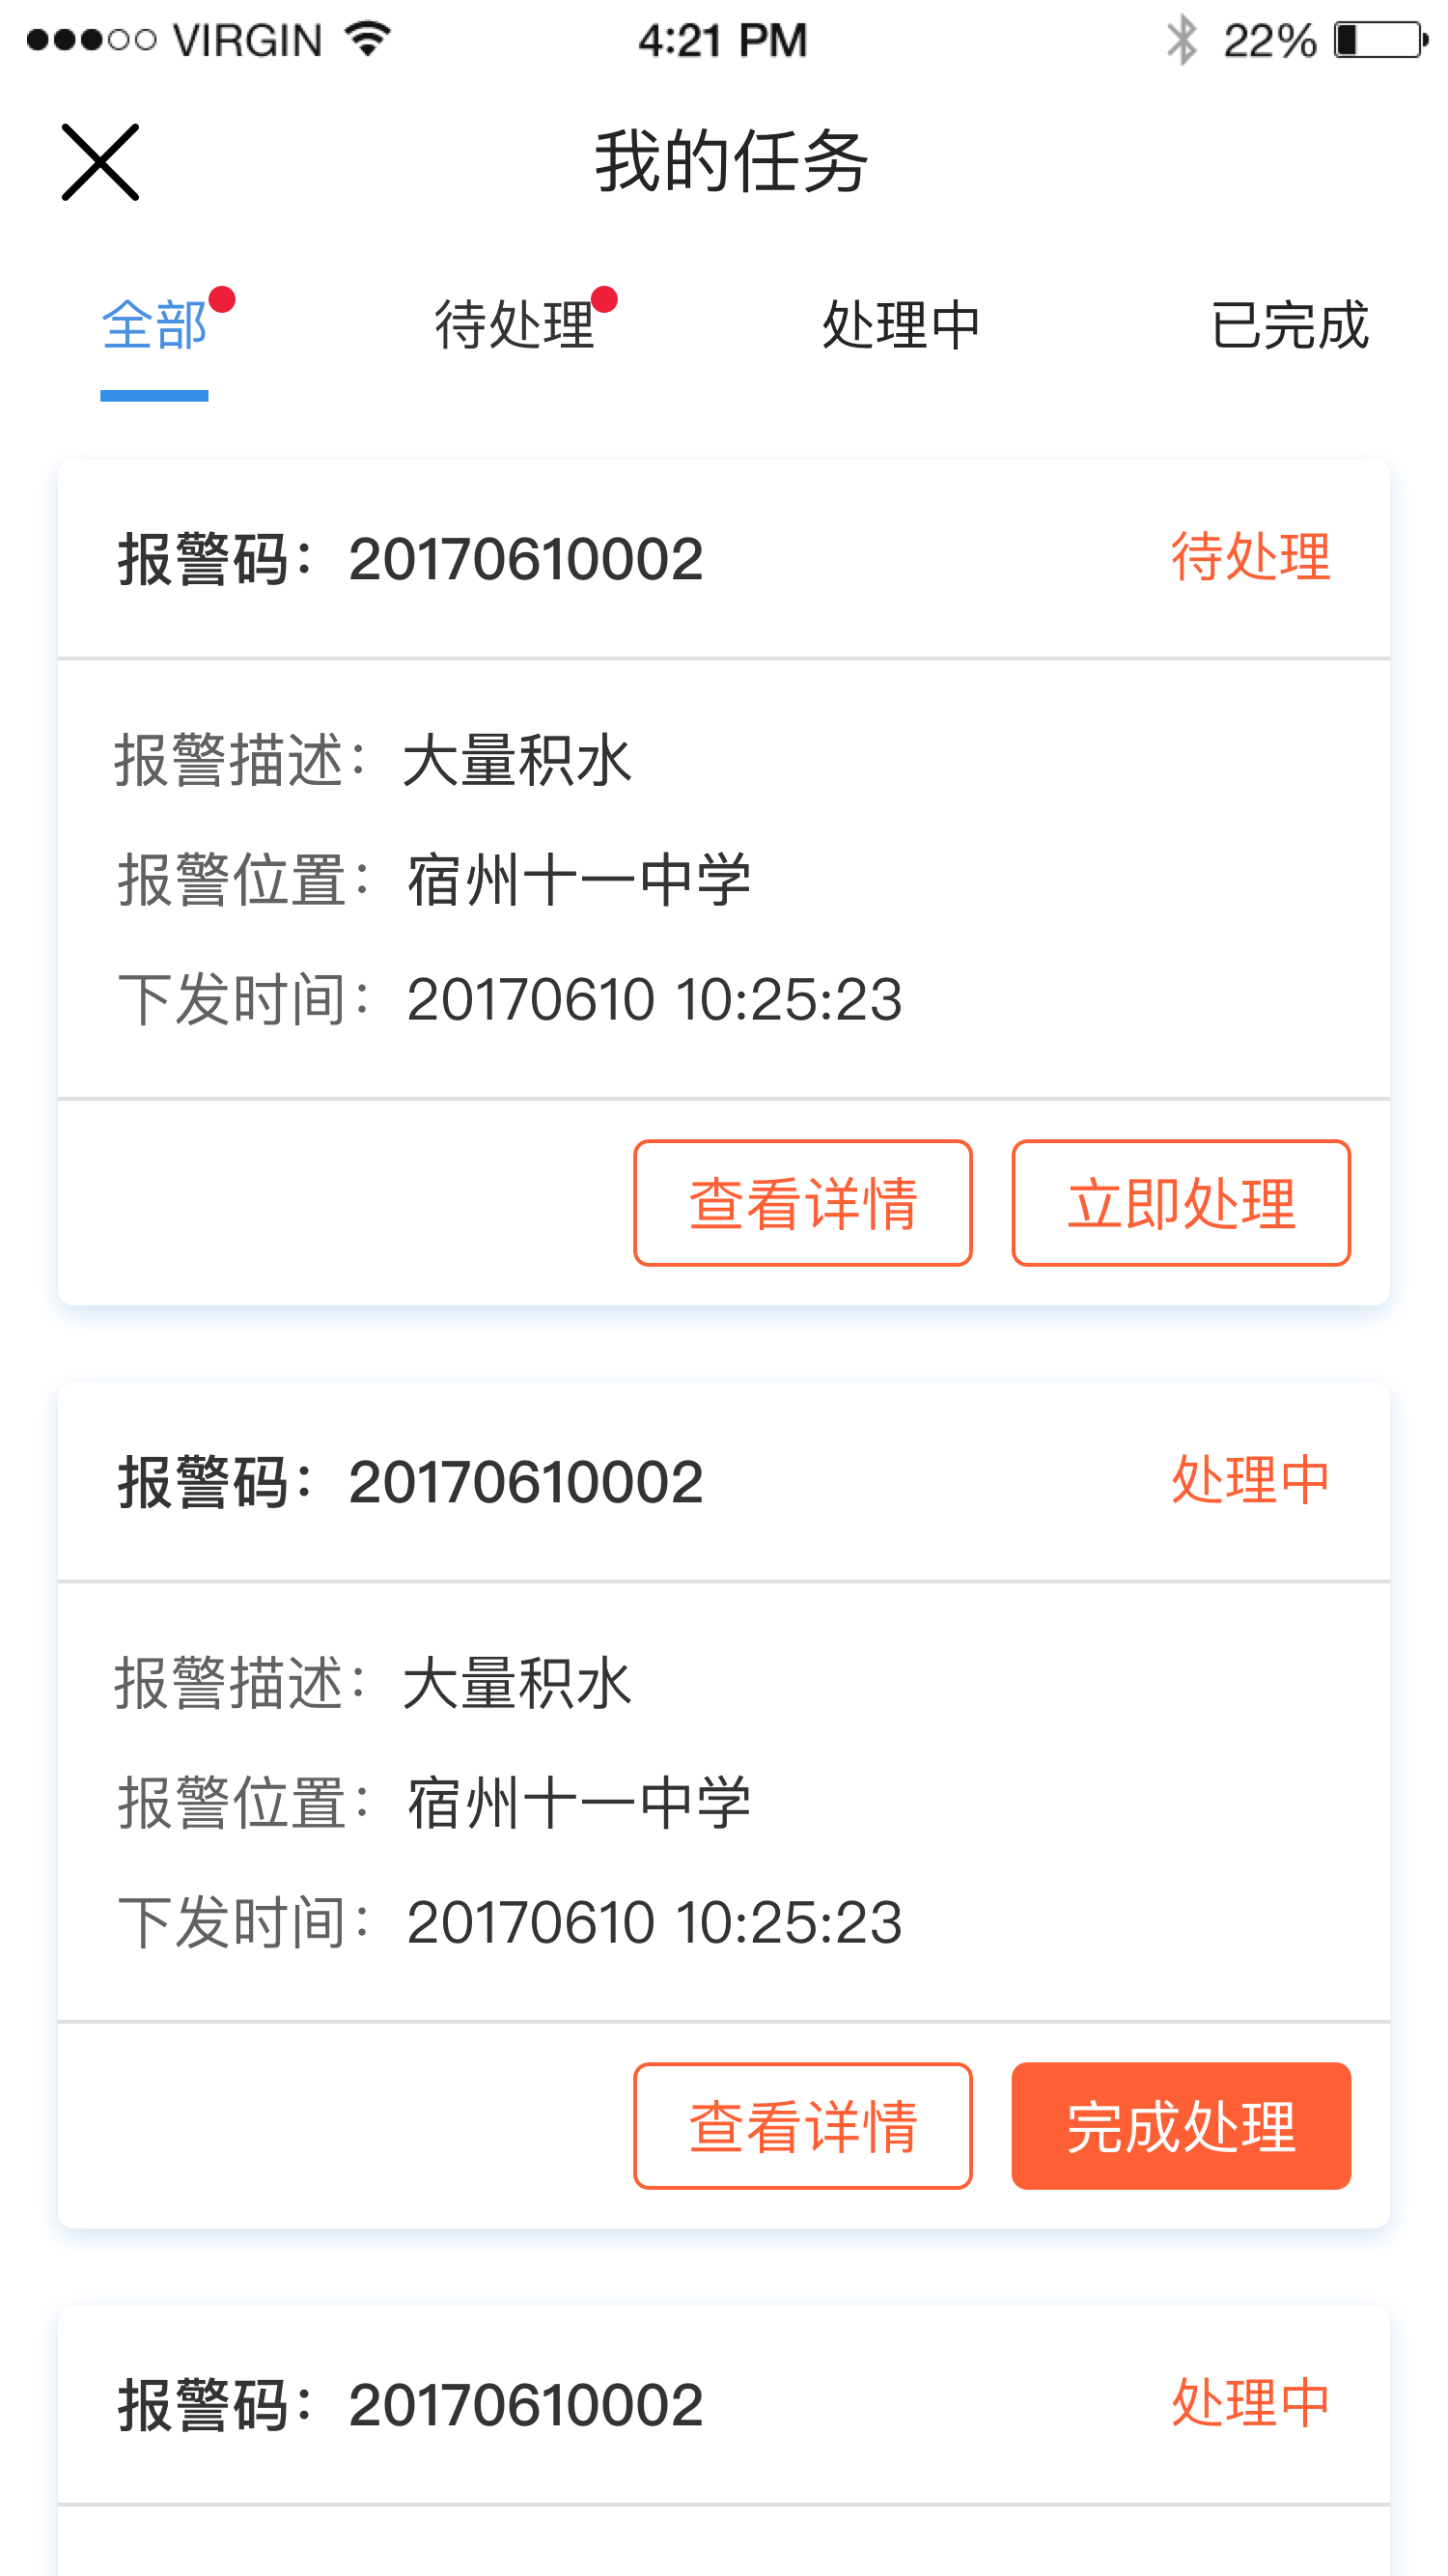 VIRGIN 4:21 PM 22%
我的任务
全部 待处理 处理中 已完成
报警码：20170610002 待处理
报警描述：大量积水
报警位置：宿州十一中学
下发时间：20170610 10:25:23
查看详情 立即处理
报警码：20170610002 处理中
报警描述：大量积水
报警位置：宿州十一中学
下发时间：20170610 10:25:23
查看详情 完成处理
报警码：20170610002 处理中